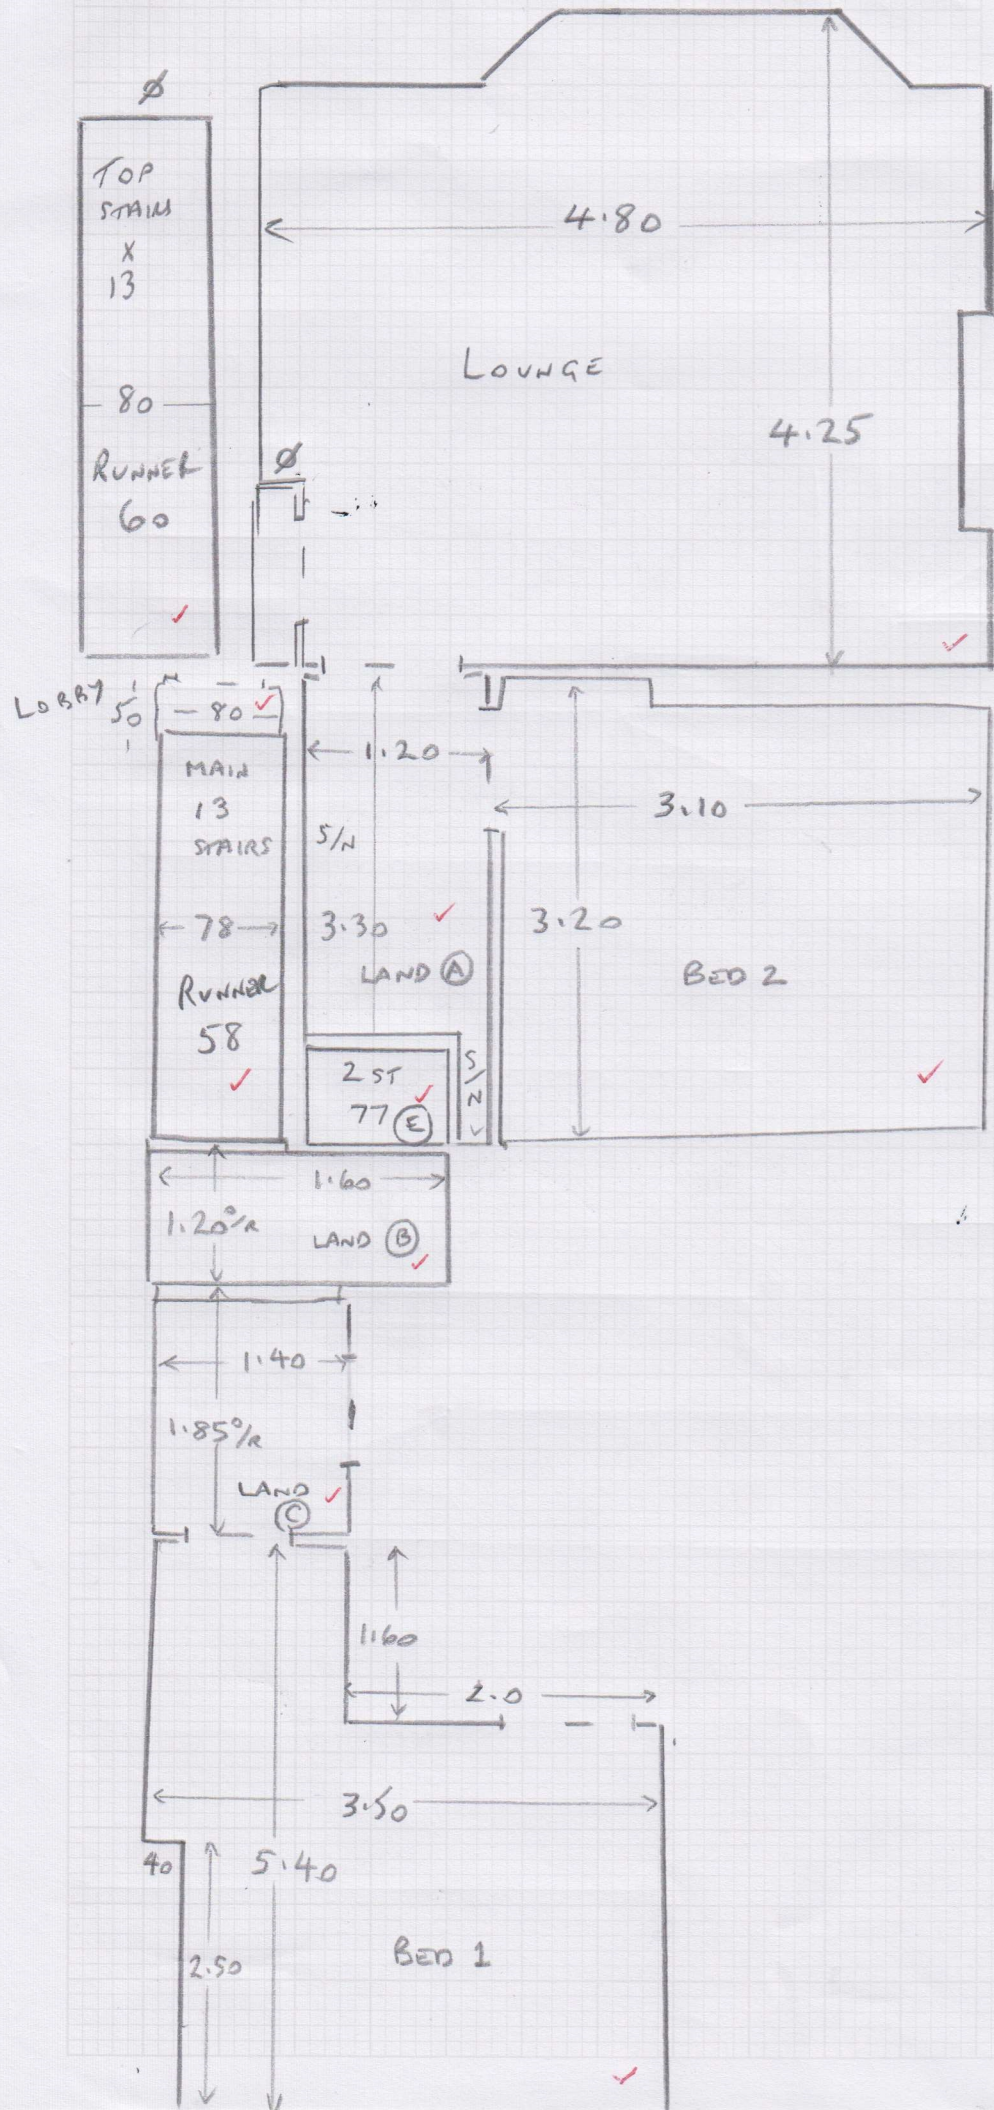 Ø
TOP
STAIRS
X
13
80
RUNNER
60
4.80
LOUNGE
4.25
Ø
LOBBY
50
80
MAIN
13
STAIRS
78
RUNNER
58
1.20
S/N
3.30
LAND A
2 ST
77 E
S/N
3.10
3.20
BED 2
1.60
1.20 O/R
LAND B
1.40
1.85 O/R
LAND
C
1.60
2.0
3.50
40
5.40
2.50
BED 1